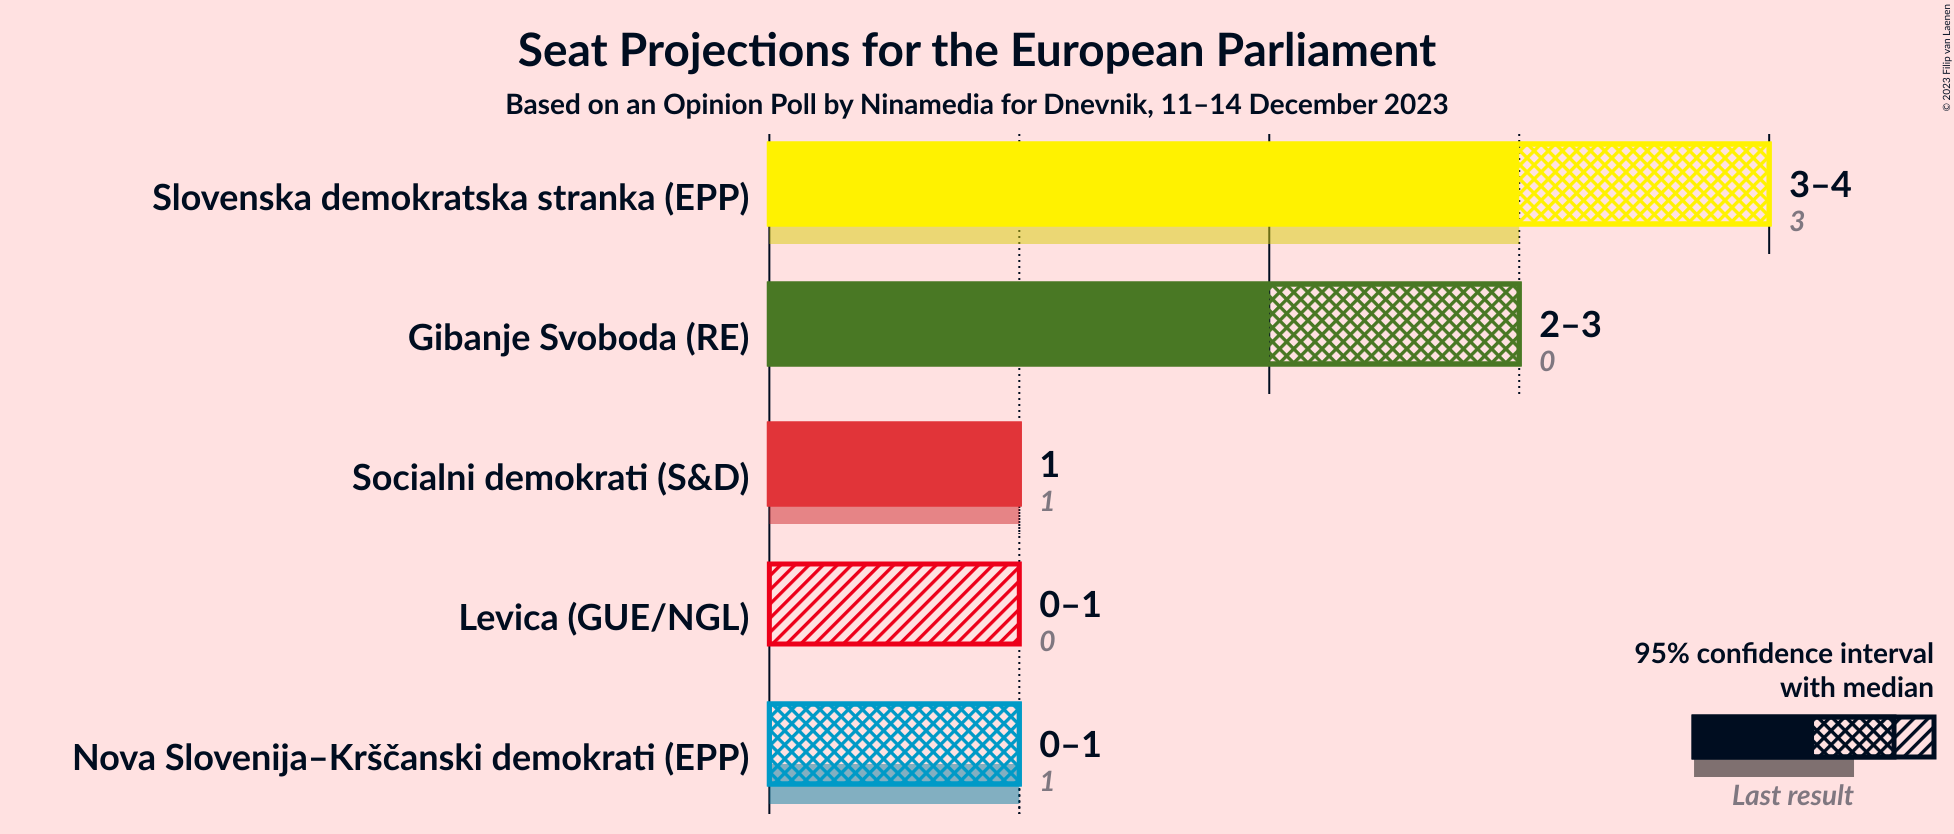 Seat Projections for the European Parliament
Based on an Opinion Poll by Ninamedia for Dnevnik, 11–14 December 2023
© 2023 Filip van Laenen
Slovenska demokratska stranka (EPP)
3–4
3
Gibanje Svoboda (RE)
2–3
0
Socialni demokrati (S&D)
1
1
Levica (GUE/NGL)
0–1
0
Nova Slovenija–Krščanski demokrati (EPP)
0–1
1
95% confidence interval
with median
Last result